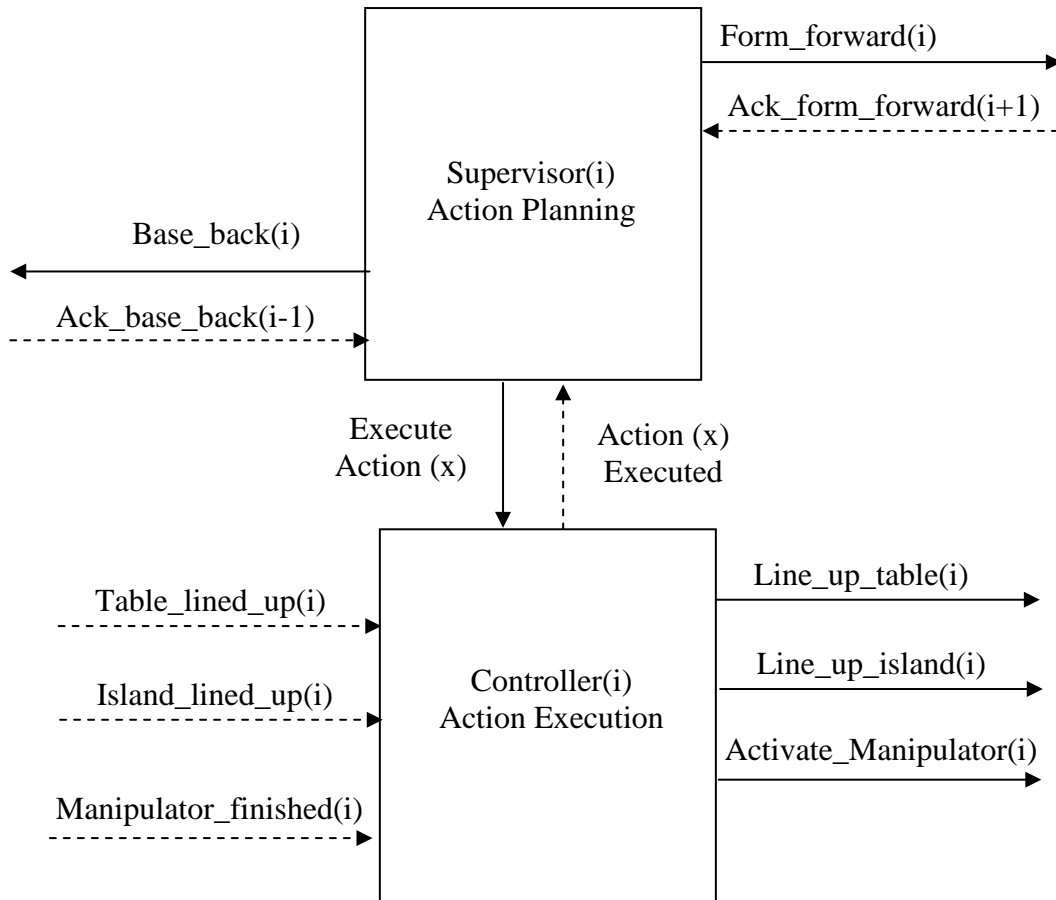 Form_forward(i)
Ack_form_forward(i+1)
Supervisor(i)
Action Planning
Base_back(i)
Ack_base_back(i-1)
Execute
Action (x)
Action (x)
Executed
Table_lined_up(i)
Island_lined_up(i)
Manipulator_finished(i)
Controller(i)
Action Execution
Line_up_table(i)
Line_up_island(i)
Activate_Manipulator(i)